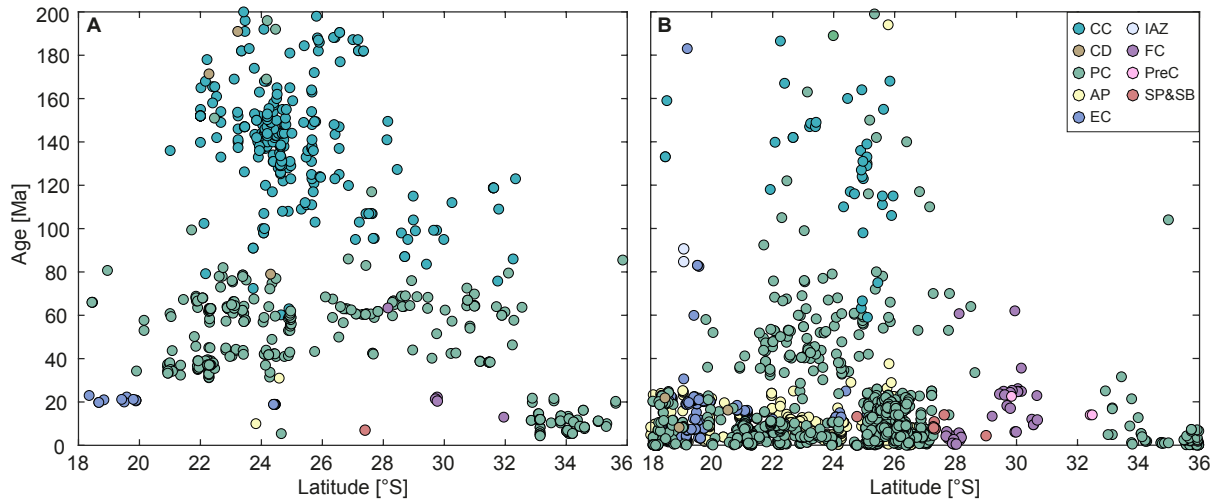 A
Age [Ma]
200
180
160
140
120
100
80
60
40
20
0
18 20 22 24 26 28 30 32 34 36
Latitude [°S]
B
CC IAZ
CD FC
PC PreC
AP SP&SB
EC
18 20 22 24 26 28 30 32 34 36
Latitude [°S]